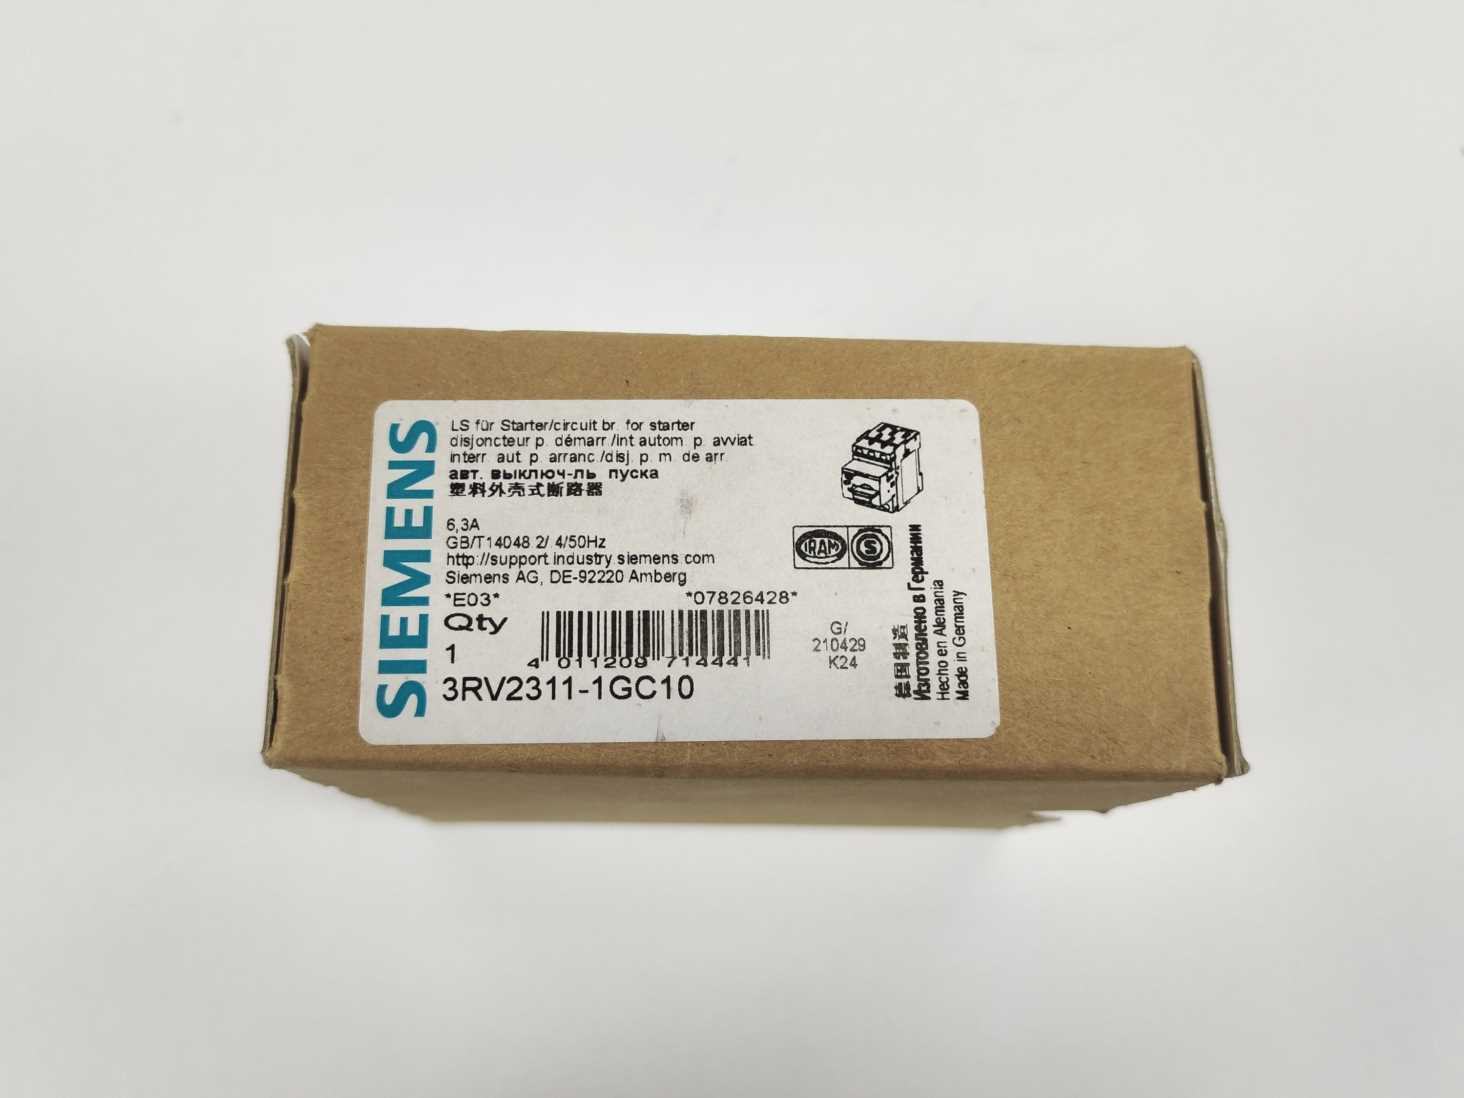 SIEMENS
LS für Starter/circuit br. for starter
disjoncteur p. démarr./int autom. p. avviat
interr. aut. p. arranc./disj. p. m. de arr.
авт. выключ-ль пуска
塑料外壳式断路器
6,3A
GB/T14048.2/.4/50Hz
http://support.industry.siemens.com
Siemens AG, DE-92220 Amberg
*E03* *07826428*
Qty
1
4 011209 714441
3RV2311-1GC10
IRAM S
G/
210429
K24
德国制造
Изготовлено в Германии
Hecho en Alemania
Made in Germany